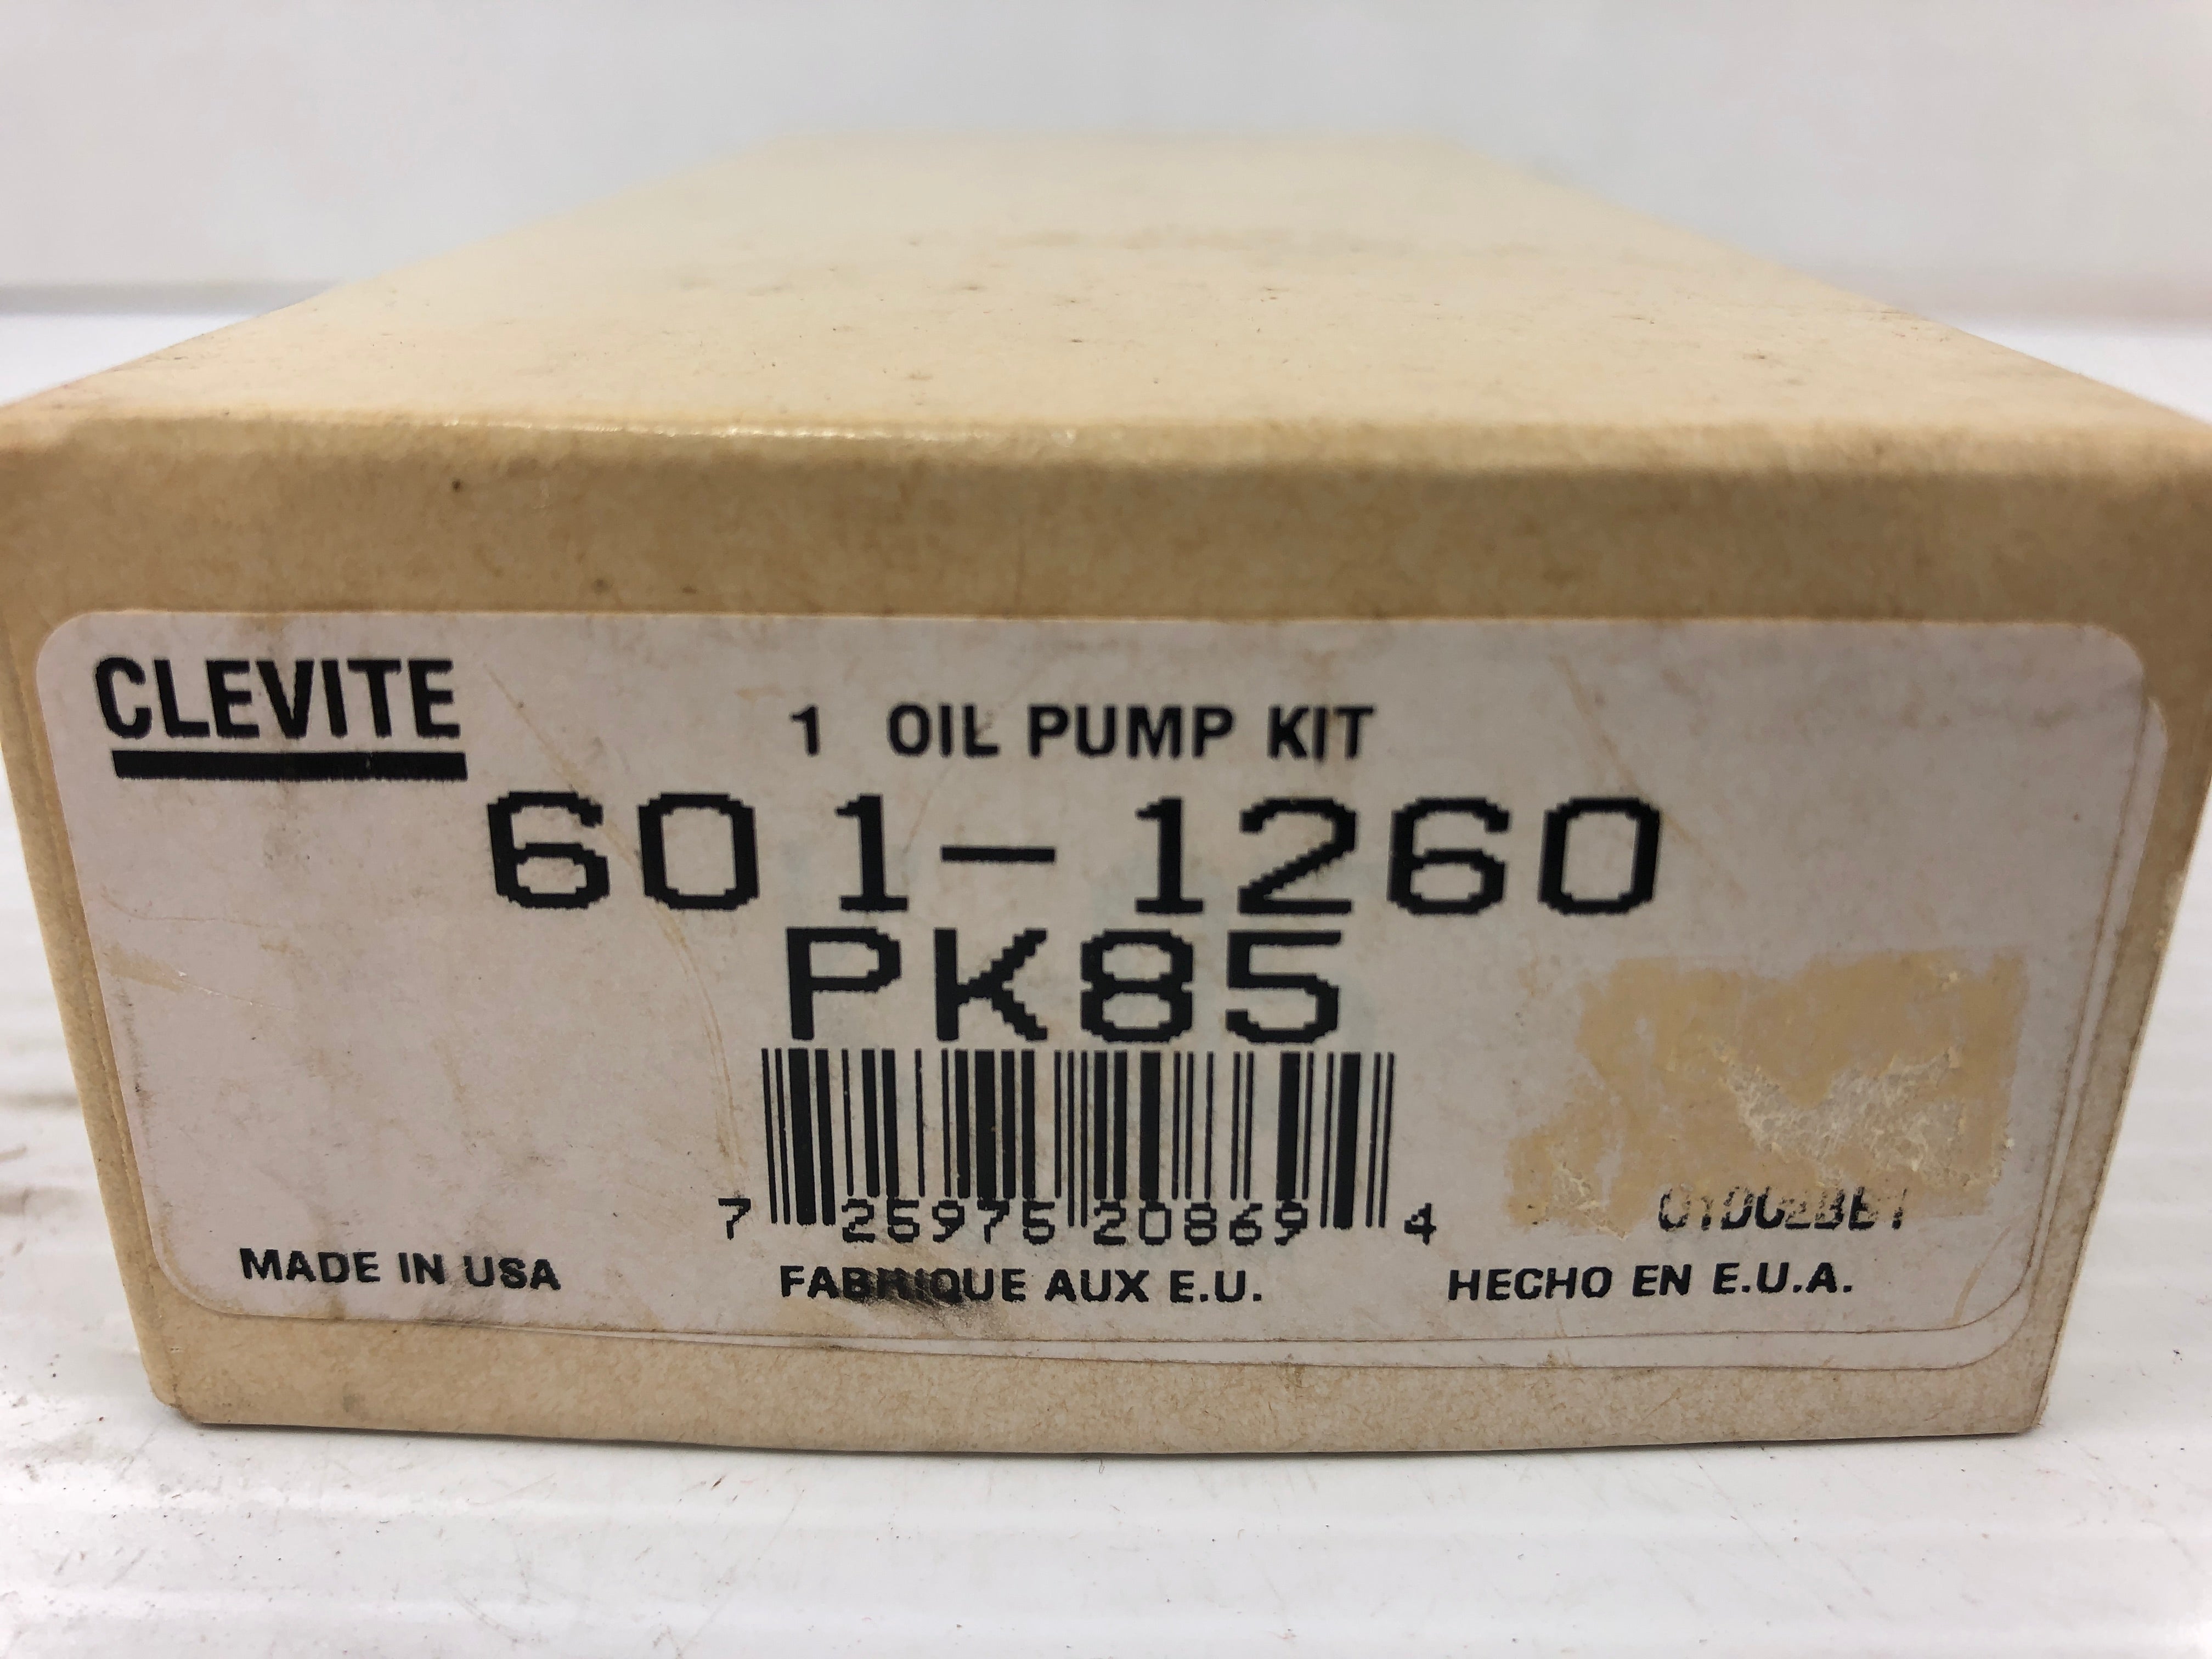 CLEVITE
1 OIL PUMP KIT
601-1260
PK85
7 25975 20869 4
MADE IN USA FABRIQUE AUX E.U. HECHO EN E.U.A.